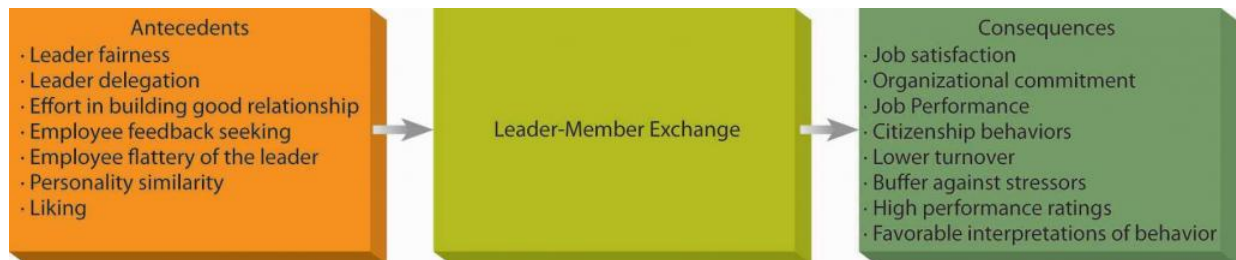 Antecedents
· Leader fairness
· Leader delegation
· Effort in building good relationship
· Employee feedback seeking
· Employee flattery of the leader
· Personality similarity
· Liking
Leader-Member Exchange
Consequences
· Job satisfaction
· Organizational commitment
· Job Performance
· Citizenship behaviors
· Lower turnover
· Buffer against stressors
· High performance ratings
· Favorable interpretations of behavior